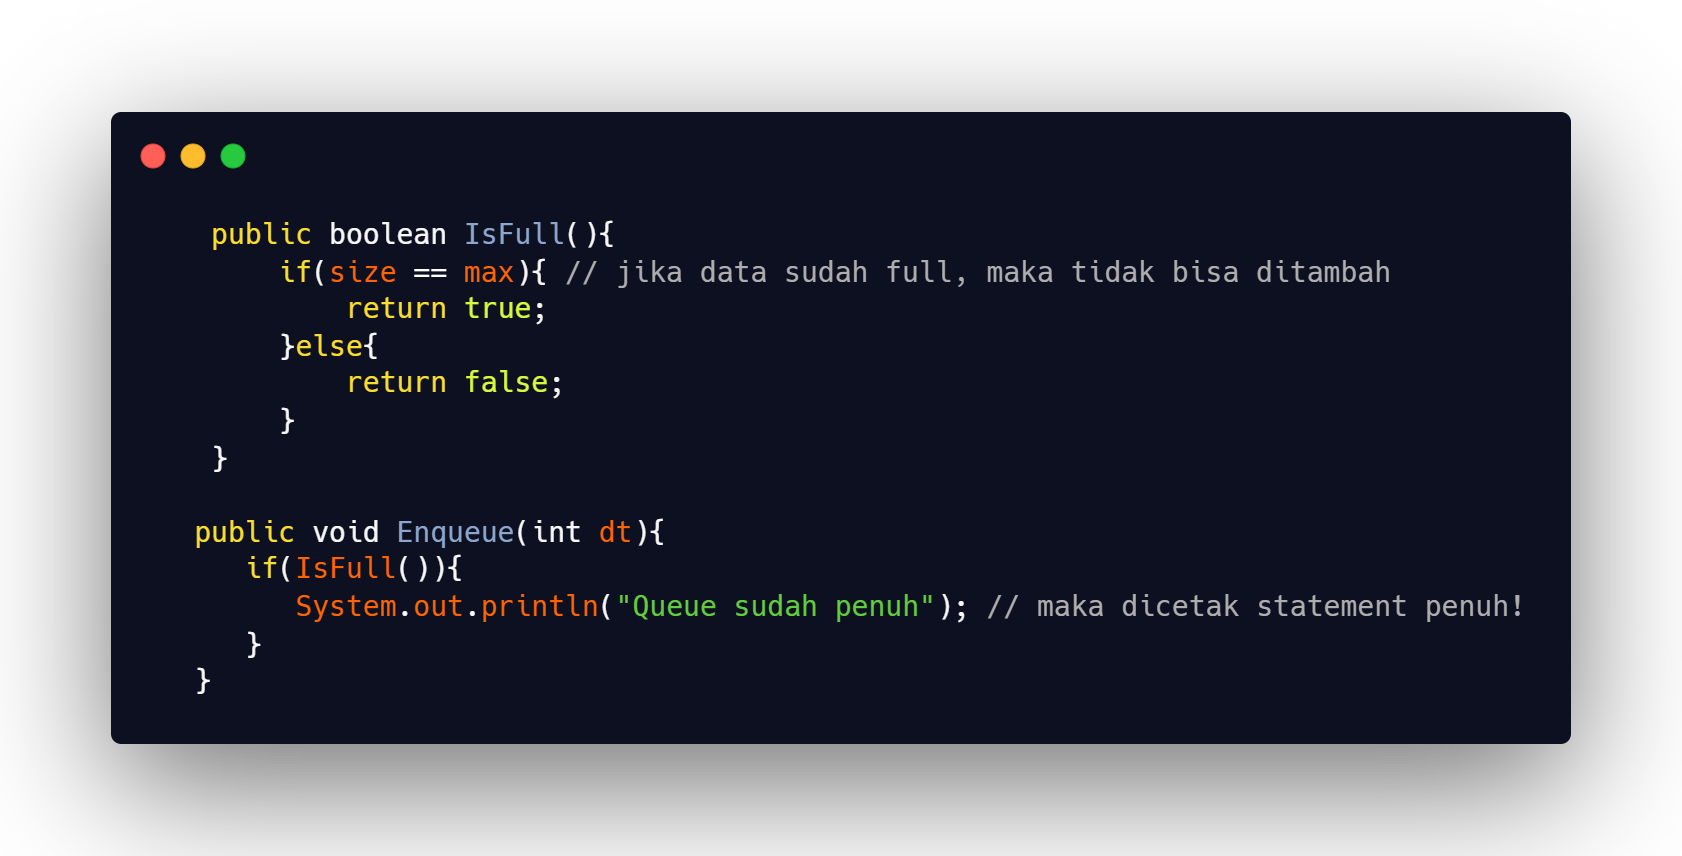 public boolean IsFull(){
    if(size == max){ // jika data sudah full, maka tidak bisa ditambah
        return true;
    }else{
        return false;
    }
}
public void Enqueue(int dt){
   if(IsFull()){
      System.out.println("Queue sudah penuh"); // maka dicetak statement penuh!
   }
}